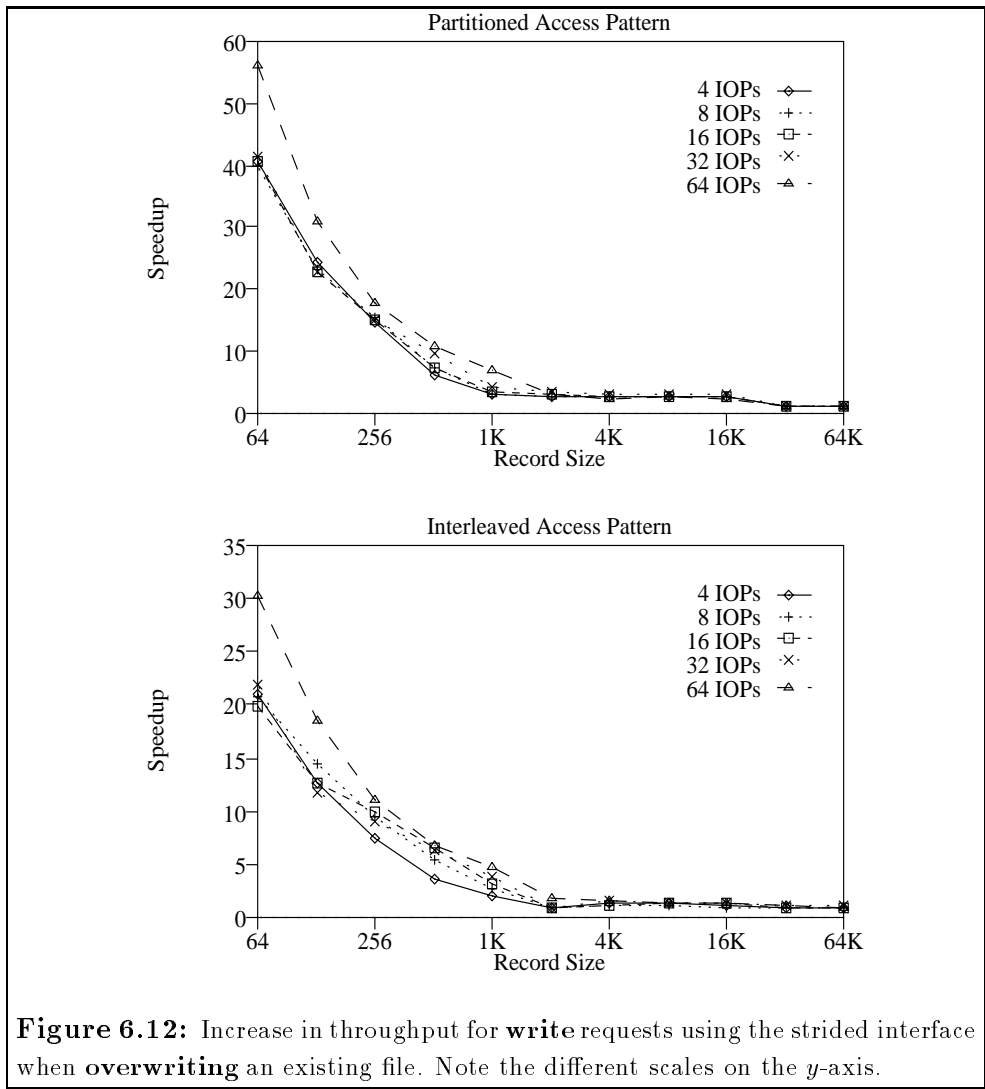 Partitioned Access Pattern
60
50
40
30
20
10
0
Speedup
4 IOPs
8 IOPs
16 IOPs
32 IOPs
64 IOPs
64 256 1K 4K 16K 64K
Record Size
Interleaved Access Pattern
35
30
25
20
15
10
5
0
Speedup
4 IOPs
8 IOPs
16 IOPs
32 IOPs
64 IOPs
64 256 1K 4K 16K 64K
Record Size
Figure 6.12: Increase in throughput for write requests using the strided interface
when overwriting an existing file. Note the different scales on the y-axis.